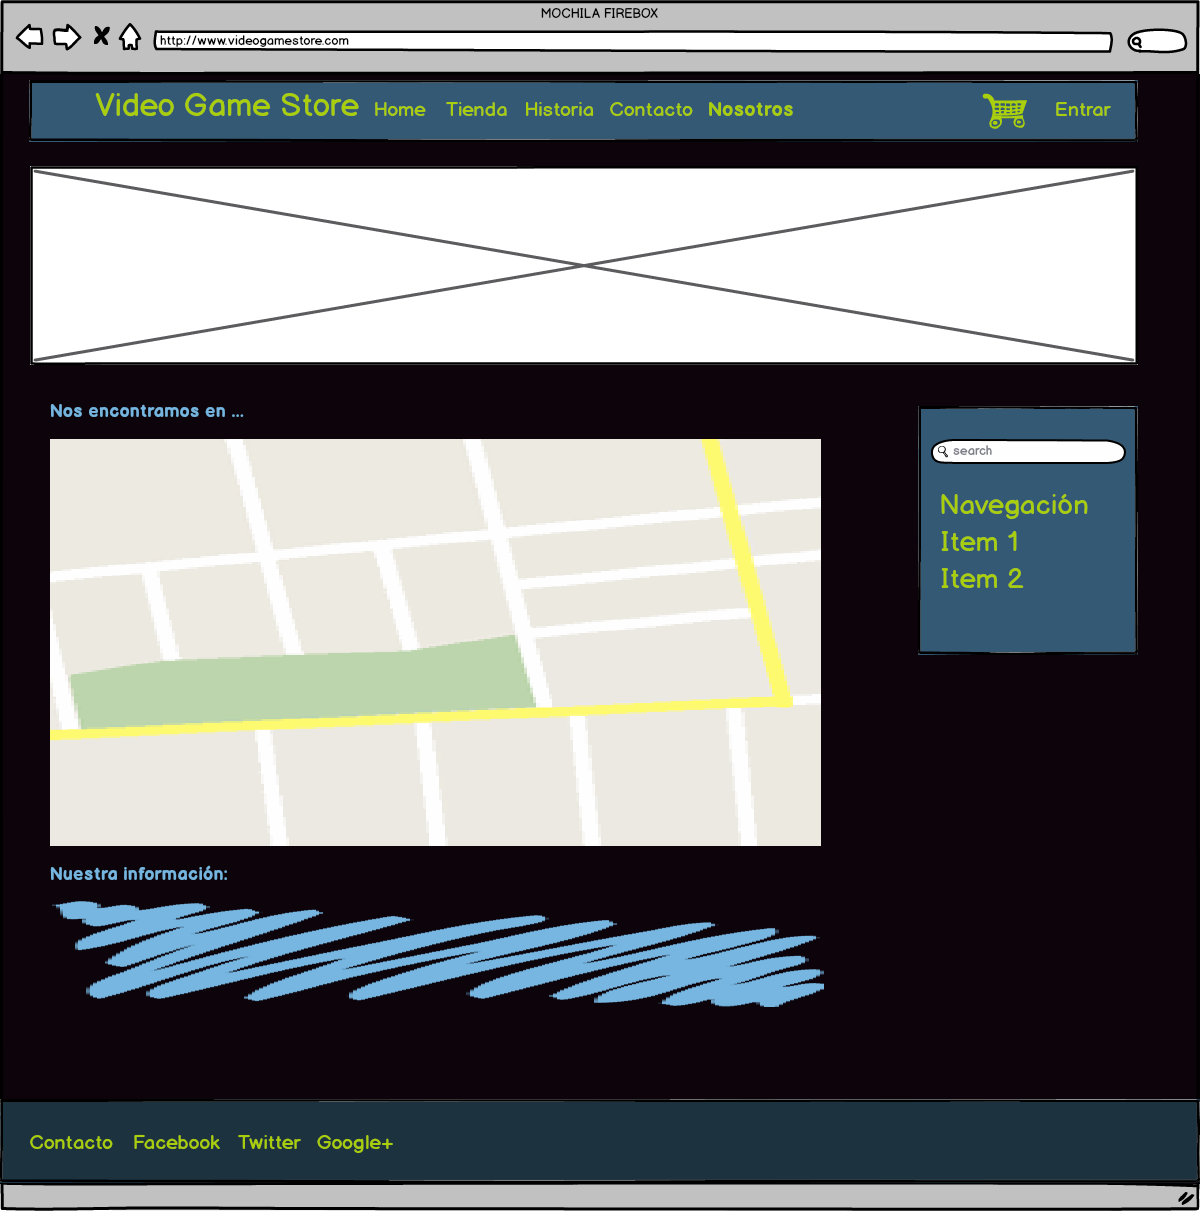 MOCHILA FIREBOX
http://www.videogamestore.com
Video Game Store Home Tienda Historia Contacto Nosotros Entrar
Nos encontramos en ...
search
Navegación
Item 1
Item 2
Nuestra información:
Contacto Facebook Twitter Google+